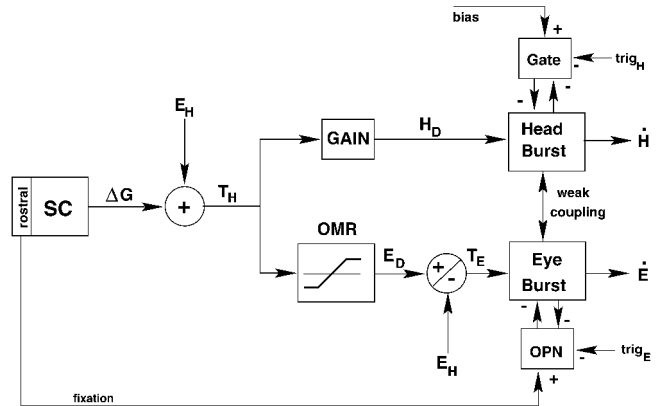 bias
+
Gate
-
trig_H
-
-
E_H
GAIN
H_D
Head
Burst
Ḣ
rostral
SC
ΔG
+
T_H
weak
coupling
OMR
E_D
+
-
T_E
Eye
Burst
Ė
E_H
-
-
OPN
-
trig_E
+
fixation